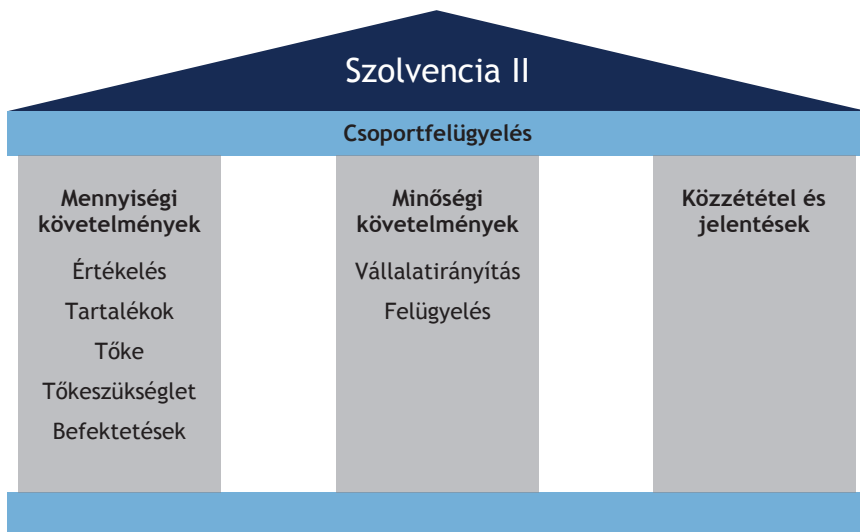 Szolvencia II
Csoportfelügyelés
Mennyiségi
követelmények
Értékelés
Tartalékok
Tőke
Tőkeszükséglet
Befektetések
Minőségi
követelmények
Vállalatirányítás
Felügyelés
Közzététel és
jelentések